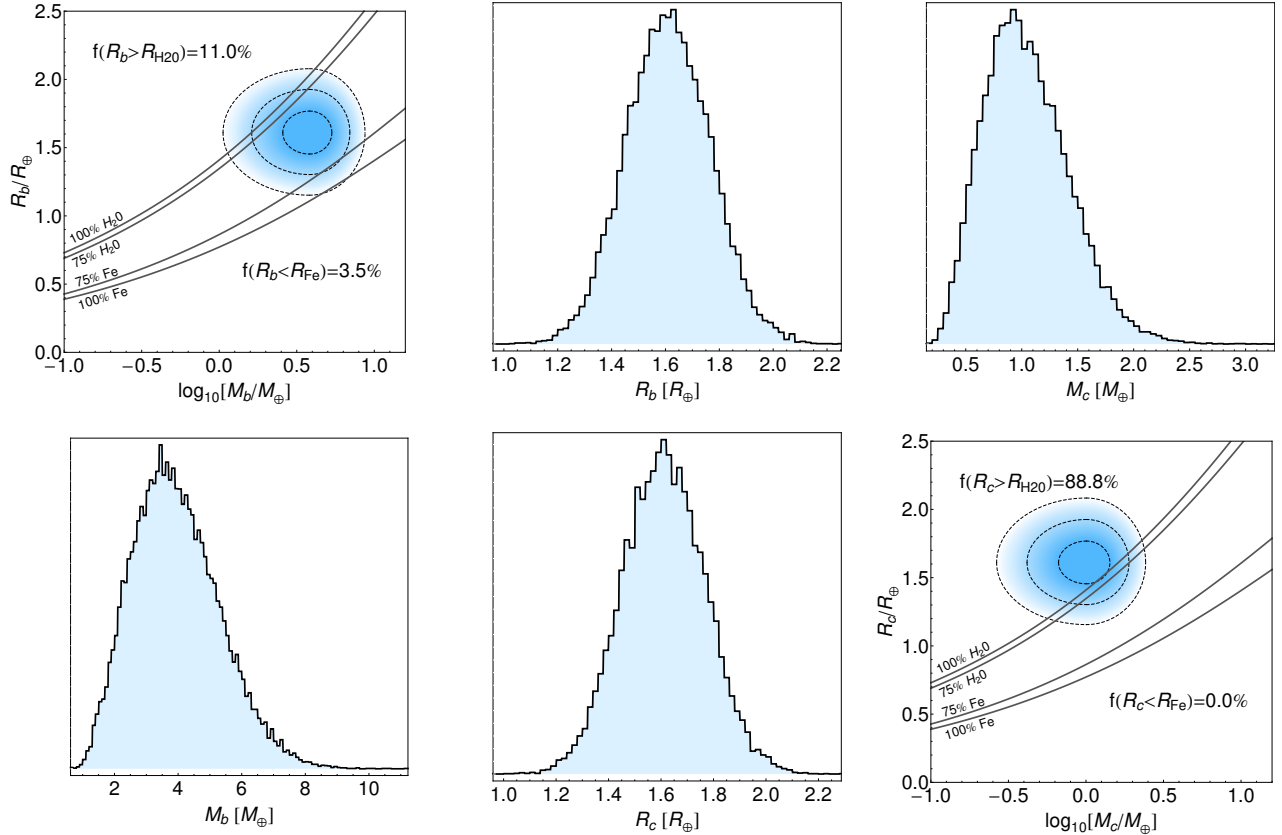 2.5
2.0
1.5
1.0
0.5
0.0
R_b/R_⊕
f(R_b>R_H20)=11.0%
100% H_20
75% H_20
75% Fe
100% Fe
f(R_b<R_Fe)=3.5%
−1.0 −0.5 0.0 0.5 1.0
log_10[M_b/M_⊕]
1.0 1.2 1.4 1.6 1.8 2.0 2.2
R_b [R_⊕]
0.5 1.0 1.5 2.0 2.5 3.0
M_c [M_⊕]
2 4 6 8 10
M_b [M_⊕]
1.0 1.2 1.4 1.6 1.8 2.0 2.2
R_c [R_⊕]
2.5
2.0
1.5
1.0
0.5
0.0
R_c/R_⊕
f(R_c>R_H20)=88.8%
100% H_20
75% H_20
75% Fe
100% Fe
f(R_c<R_Fe)=0.0%
−1.0 −0.5 0.0 0.5 1.0
log_10[M_c/M_⊕]